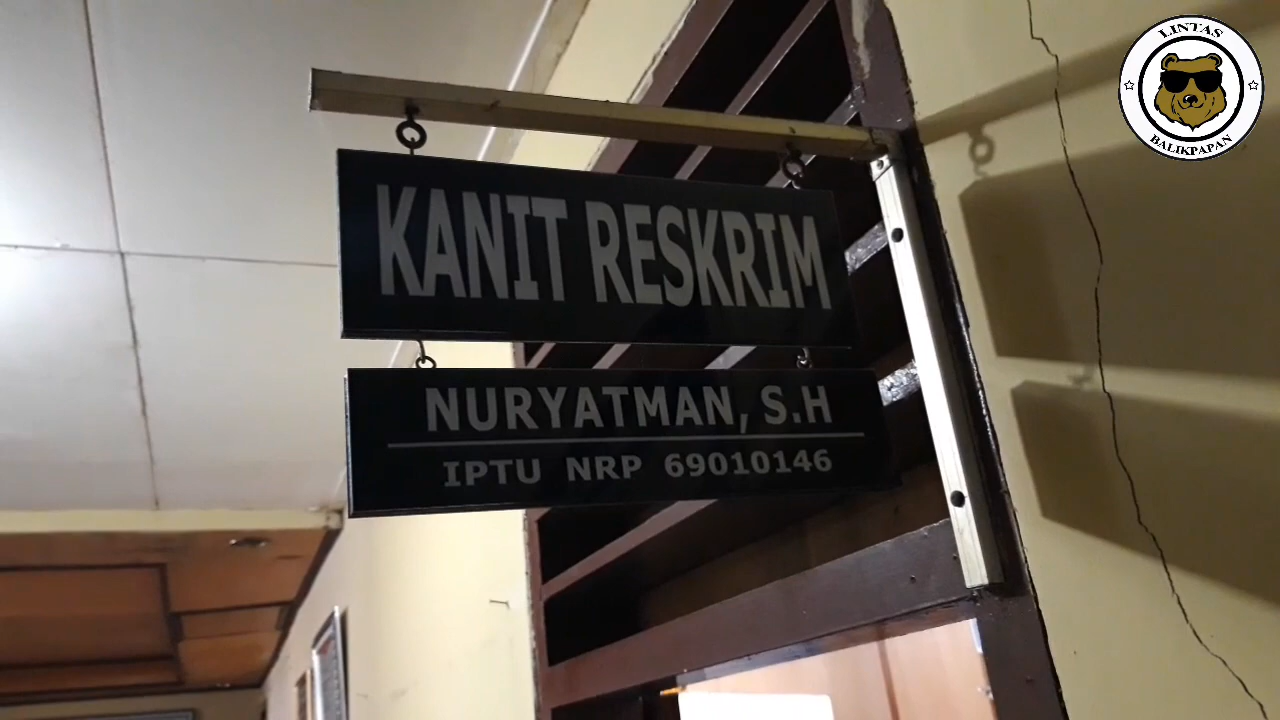 LINTAS
BALIKPAPAN
KANIT RESKRIM
NURYATMAN, S.H
IPTU NRP 69010146